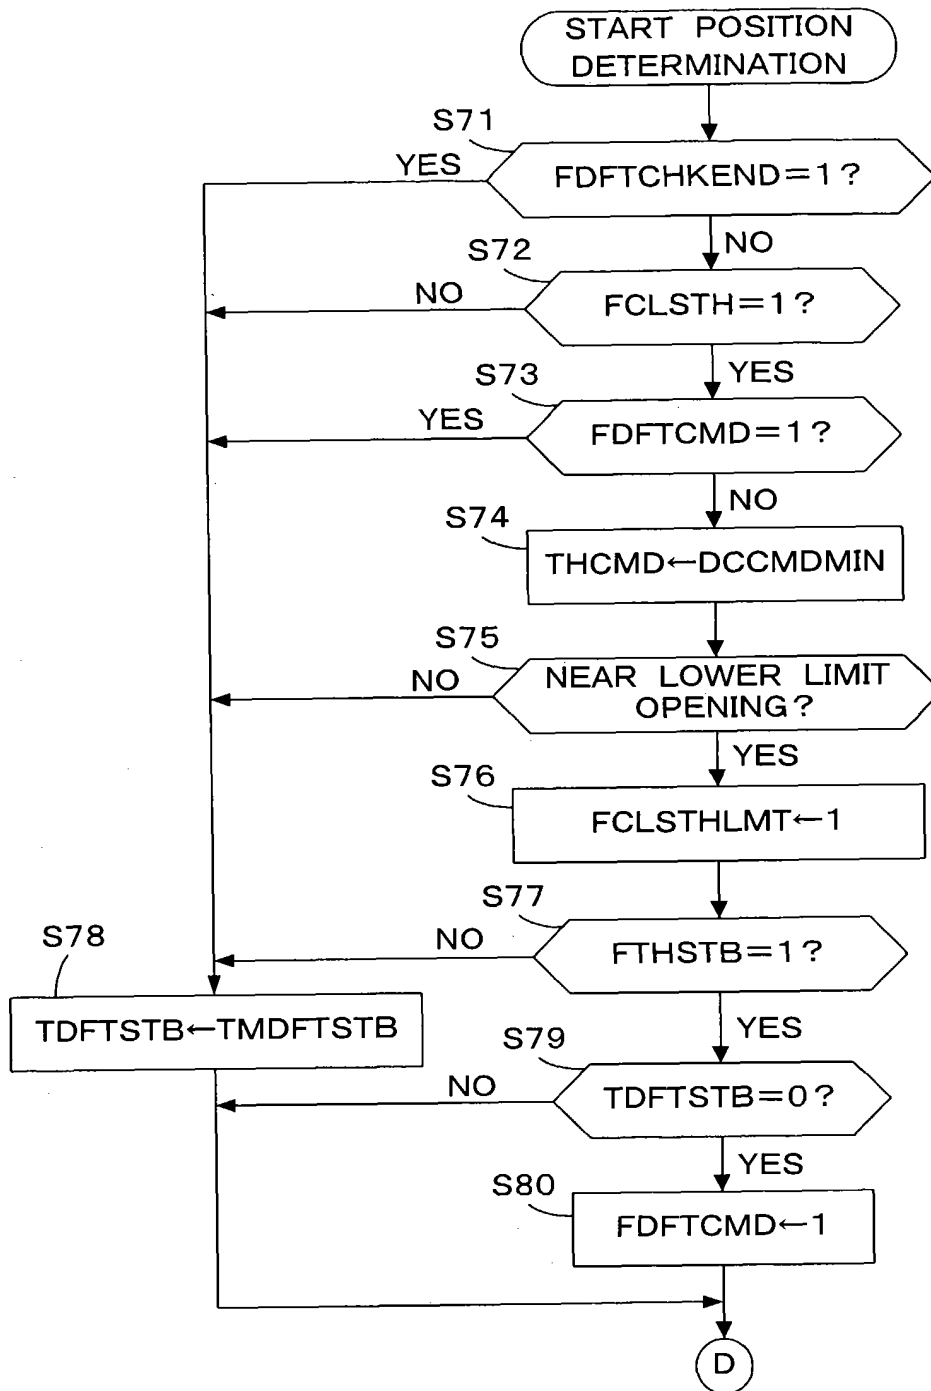 START POSITION
DETERMINATION
S71
YES
FDFTCHKEND=1?
NO
S72
NO
FCLSTH=1?
YES
S73
YES
FDFTCMD=1?
NO
S74
THCMD←DCCMDMIN
S75
NO
NEAR LOWER LIMIT
OPENING?
YES
S76
FCLSTHLMT←1
S77
NO
FTHSTB=1?
YES
S78
TDFTSTB←TMDFTSTB
S79
NO
TDFTSTB=0?
YES
S80
FDFTCMD←1
D